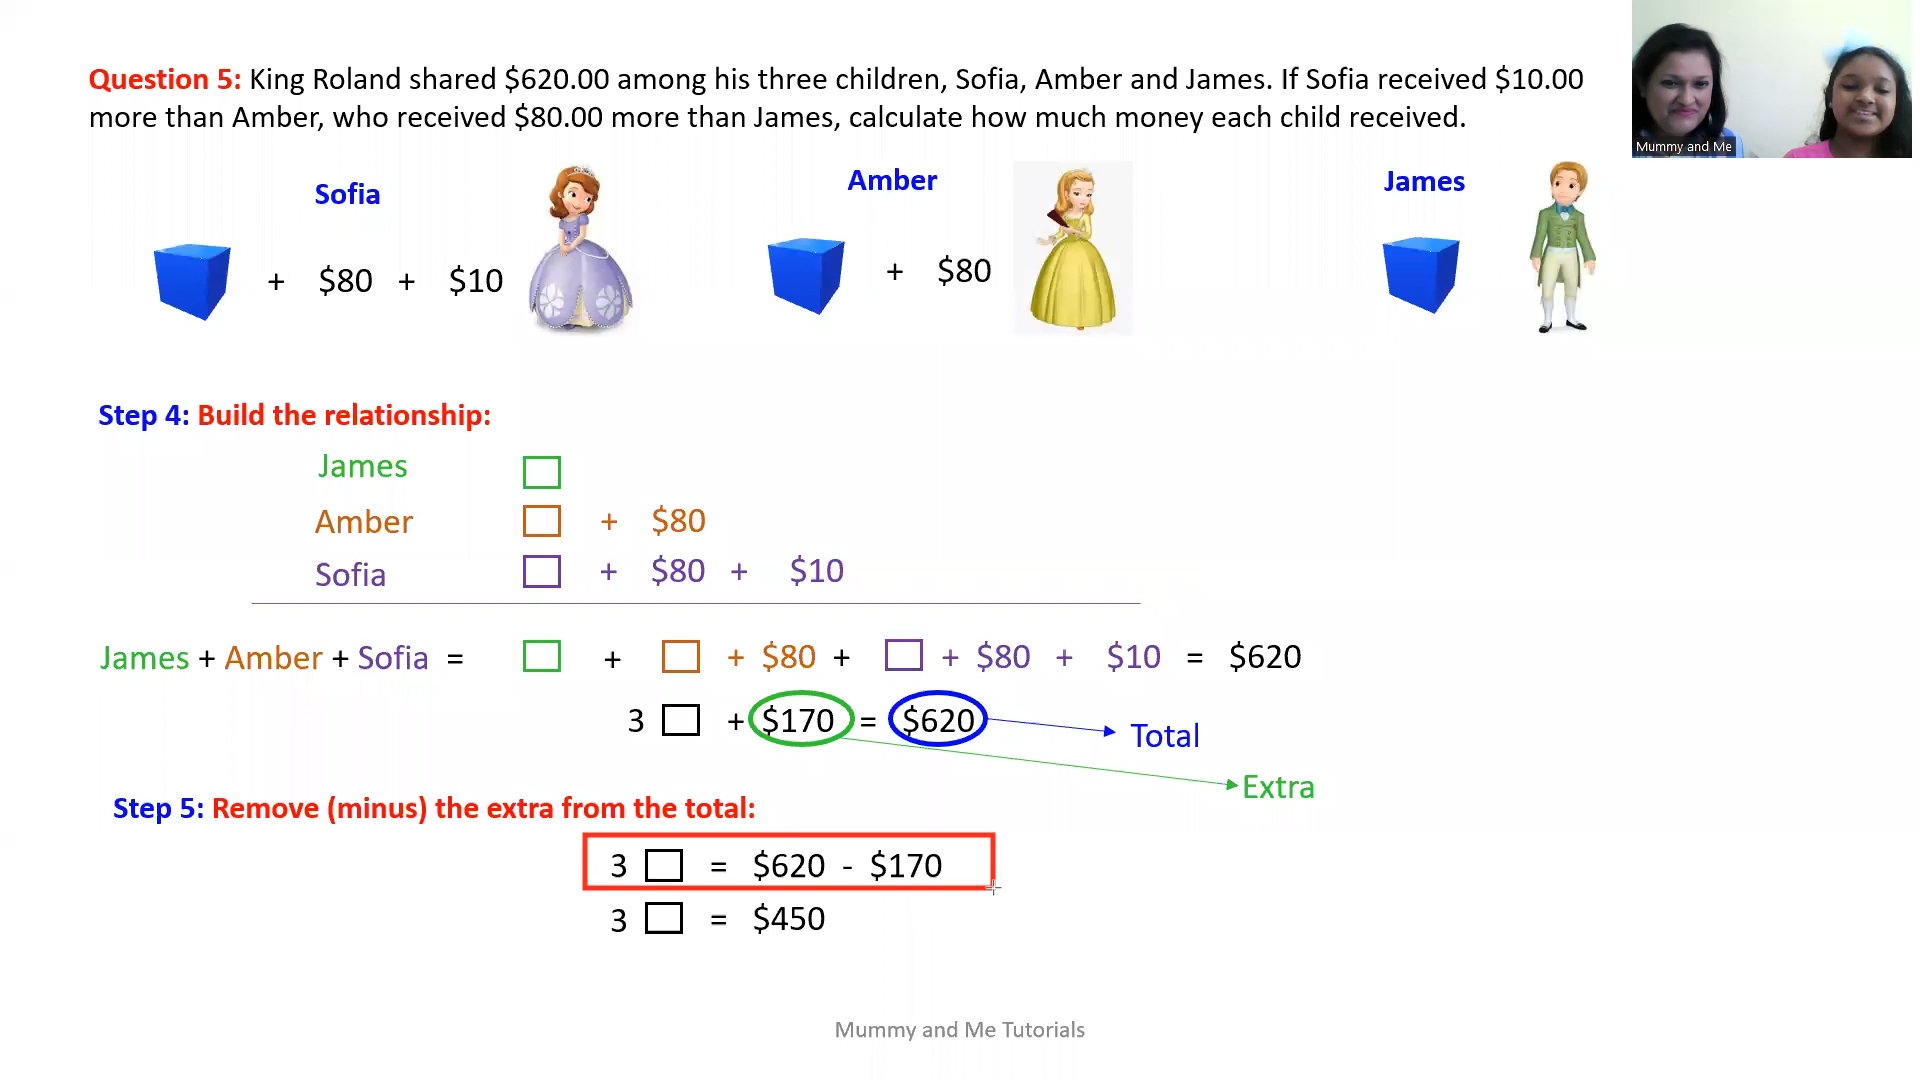 Question 5: King Roland shared $620.00 among his three children, Sofia, Amber and James. If Sofia received $10.00
more than Amber, who received $80.00 more than James, calculate how much money each child received.
Mummy and Me
Sofia
Amber
James
+ $80 + $10
+ $80
Step 4: Build the relationship:
James
Amber + $80
Sofia + $80 + $10
James + Amber + Sofia = + + $80 + + $80 + $10 = $620
3 + $170 = $620
Total
Extra
Step 5: Remove (minus) the extra from the total:
3 = $620 - $170
3 = $450
Mummy and Me Tutorials